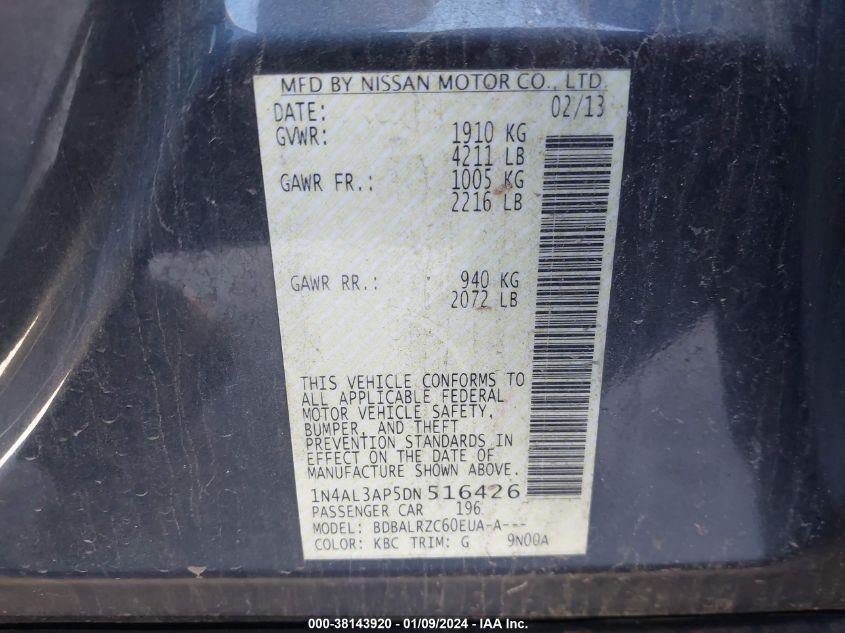 MFD BY NISSAN MOTOR CO., LTD.
DATE: 02/13
GVWR: 1910 KG
4211 LB
GAWR FR.: 1005 KG
2216 LB
GAWR RR.: 940 KG
2072 LB
THIS VEHICLE CONFORMS TO
ALL APPLICABLE FEDERAL
MOTOR VEHICLE SAFETY,
BUMPER, AND THEFT
PREVENTION STANDARDS IN
EFFECT ON THE DATE OF
MANUFACTURE SHOWN ABOVE.
1N4AL3AP5DN516426
PASSENGER CAR 196
MODEL: BDBALRZC60EUA-A---
COLOR: KBC TRIM: G 9N00A
000-38143920 - 01/09/2024 - © IAA Inc.